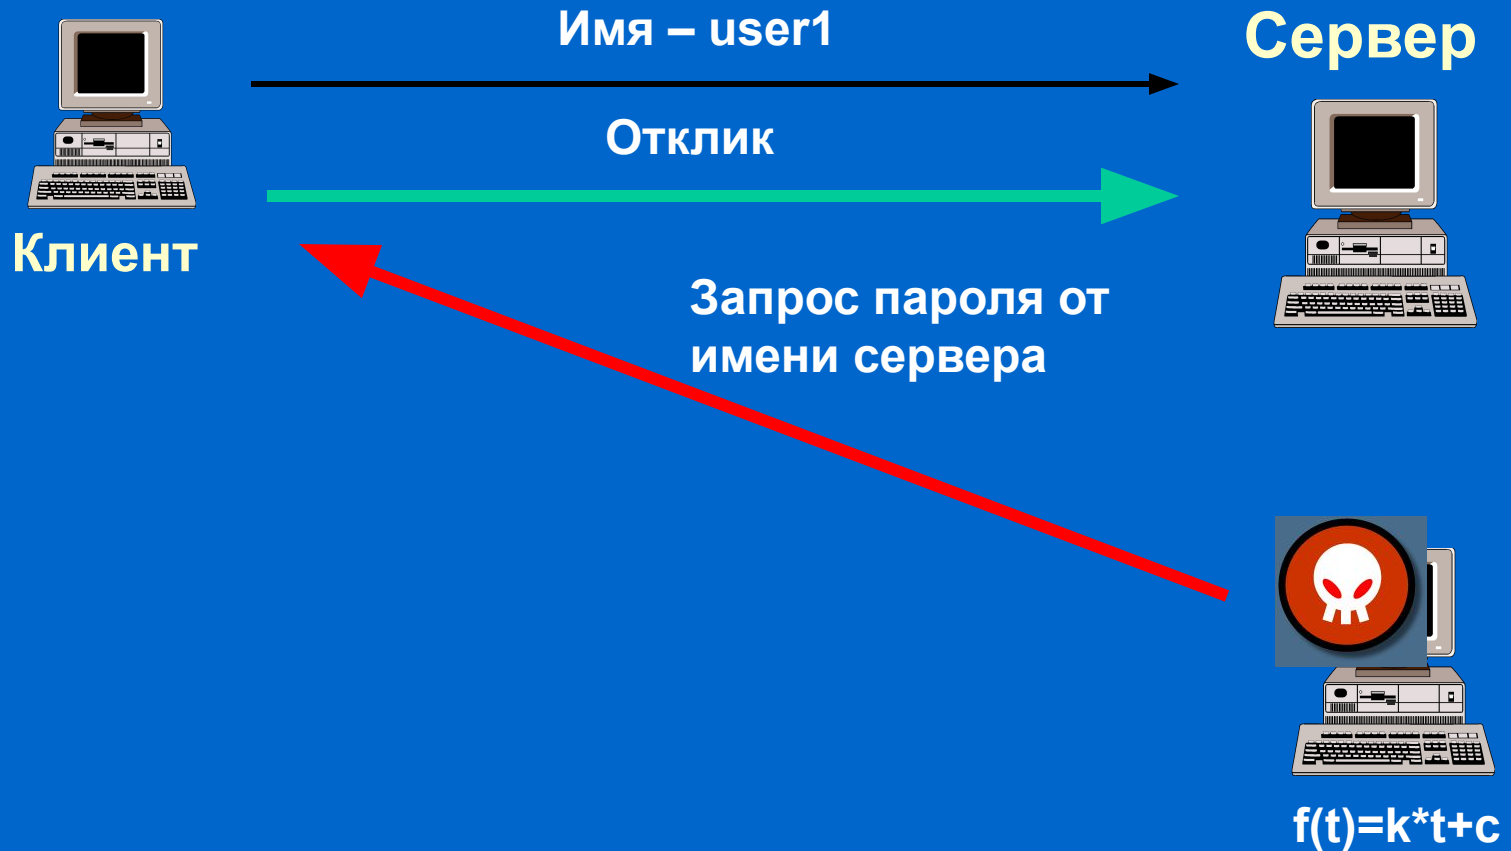 Имя – user1
Сервер
Отклик
Клиент
Запрос пароля от
имени сервера
f(t)=k*t+c